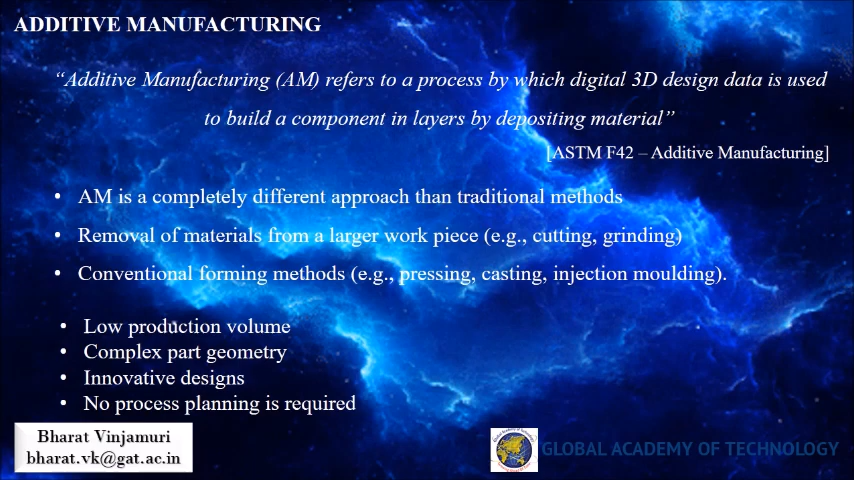 ADDITIVE MANUFACTURING
“Additive Manufacturing (AM) refers to a process by which digital 3D design data is used
to build a component in layers by depositing material”
[ASTM F42 – Additive Manufacturing]
• AM is a completely different approach than traditional methods
• Removal of materials from a larger work piece (e.g., cutting, grinding)
• Conventional forming methods (e.g., pressing, casting, injection moulding).
• Low production volume
• Complex part geometry
• Innovative designs
• No process planning is required
Bharat Vinjamuri
bharat.vk@gat.ac.in
GLOBAL ACADEMY OF TECHNOLOGY